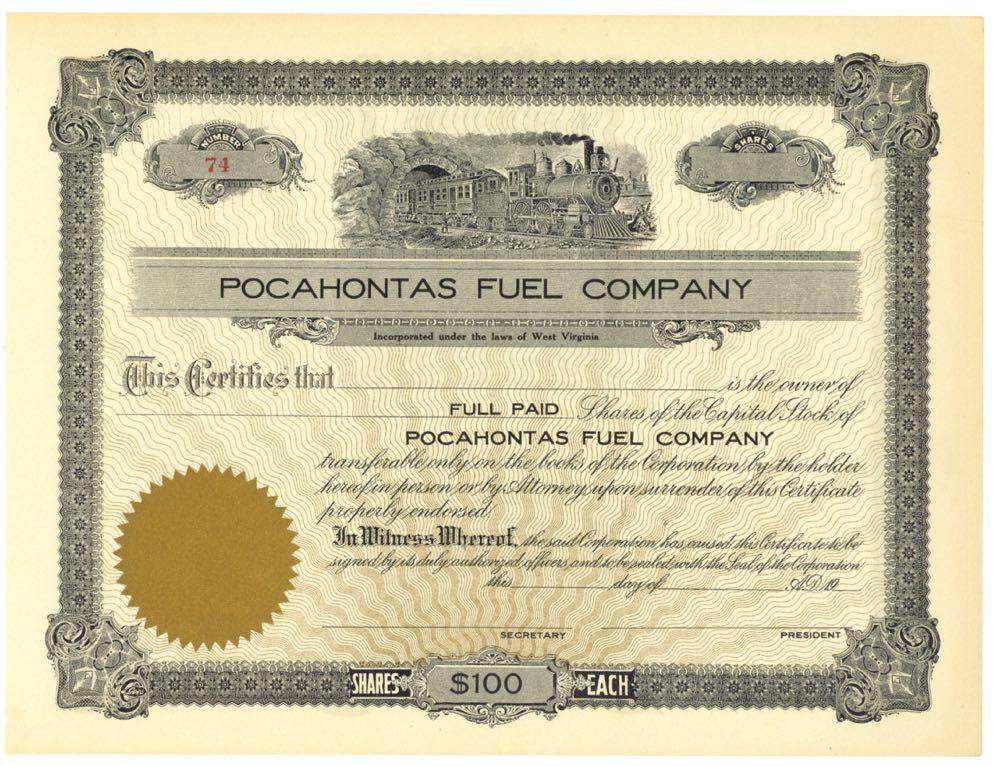 NUMBER
74
SHARES
POCAHONTAS FUEL COMPANY
Incorporated under the laws of West Virginia
This Certifies that is the owner of
FULL PAID Shares of the Capital Stock of
POCAHONTAS FUEL COMPANY
transferable only on the books of the Corporation by the holder
hereof in person or by Attorney upon surrender of this Certificate
properly endorsed.
In Witness Whereof, the said Corporation has caused this Certificate to be
signed by its duly authorized officers and to be sealed with the Seal of the Corporation
this day of A.D. 19
SECRETARY PRESIDENT
SHARES $100 EACH